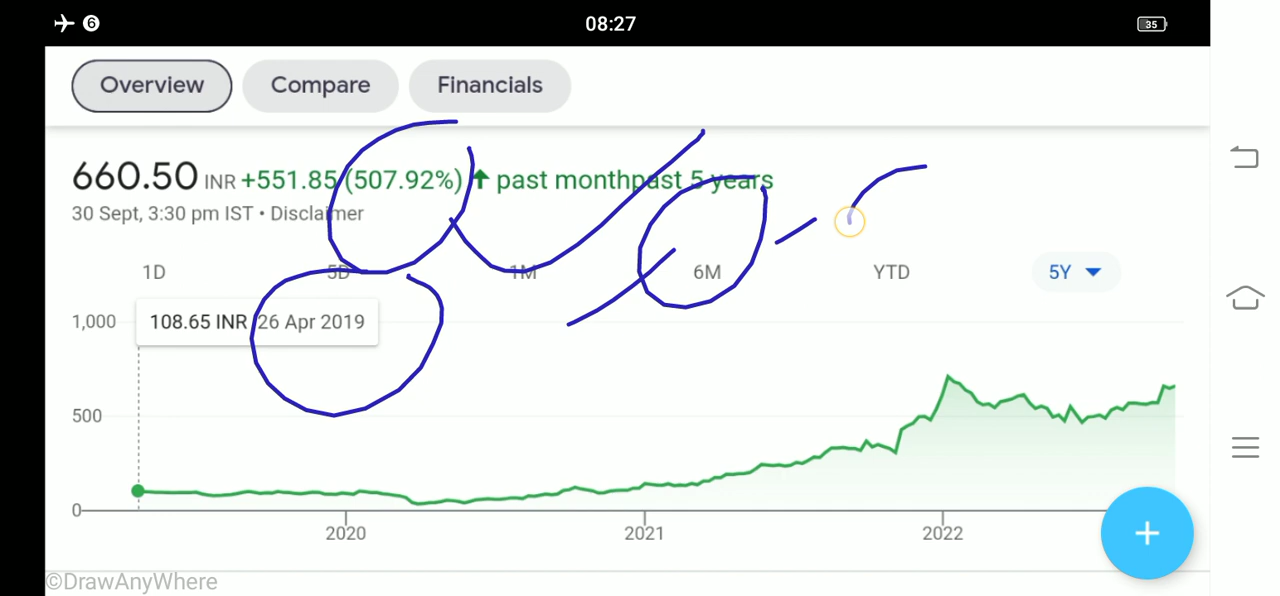 6 08:27 35
Overview Compare Financials
660.50 INR +551.85 (507.92%) ↑ past monthpast 5 years
30 Sept, 3:30 pm IST • Disclaimer
1D 5D 1M 6M YTD 5Y
1,000
108.65 INR 26 Apr 2019
500
0
2020 2021 2022
+
©DrawAnyWhere